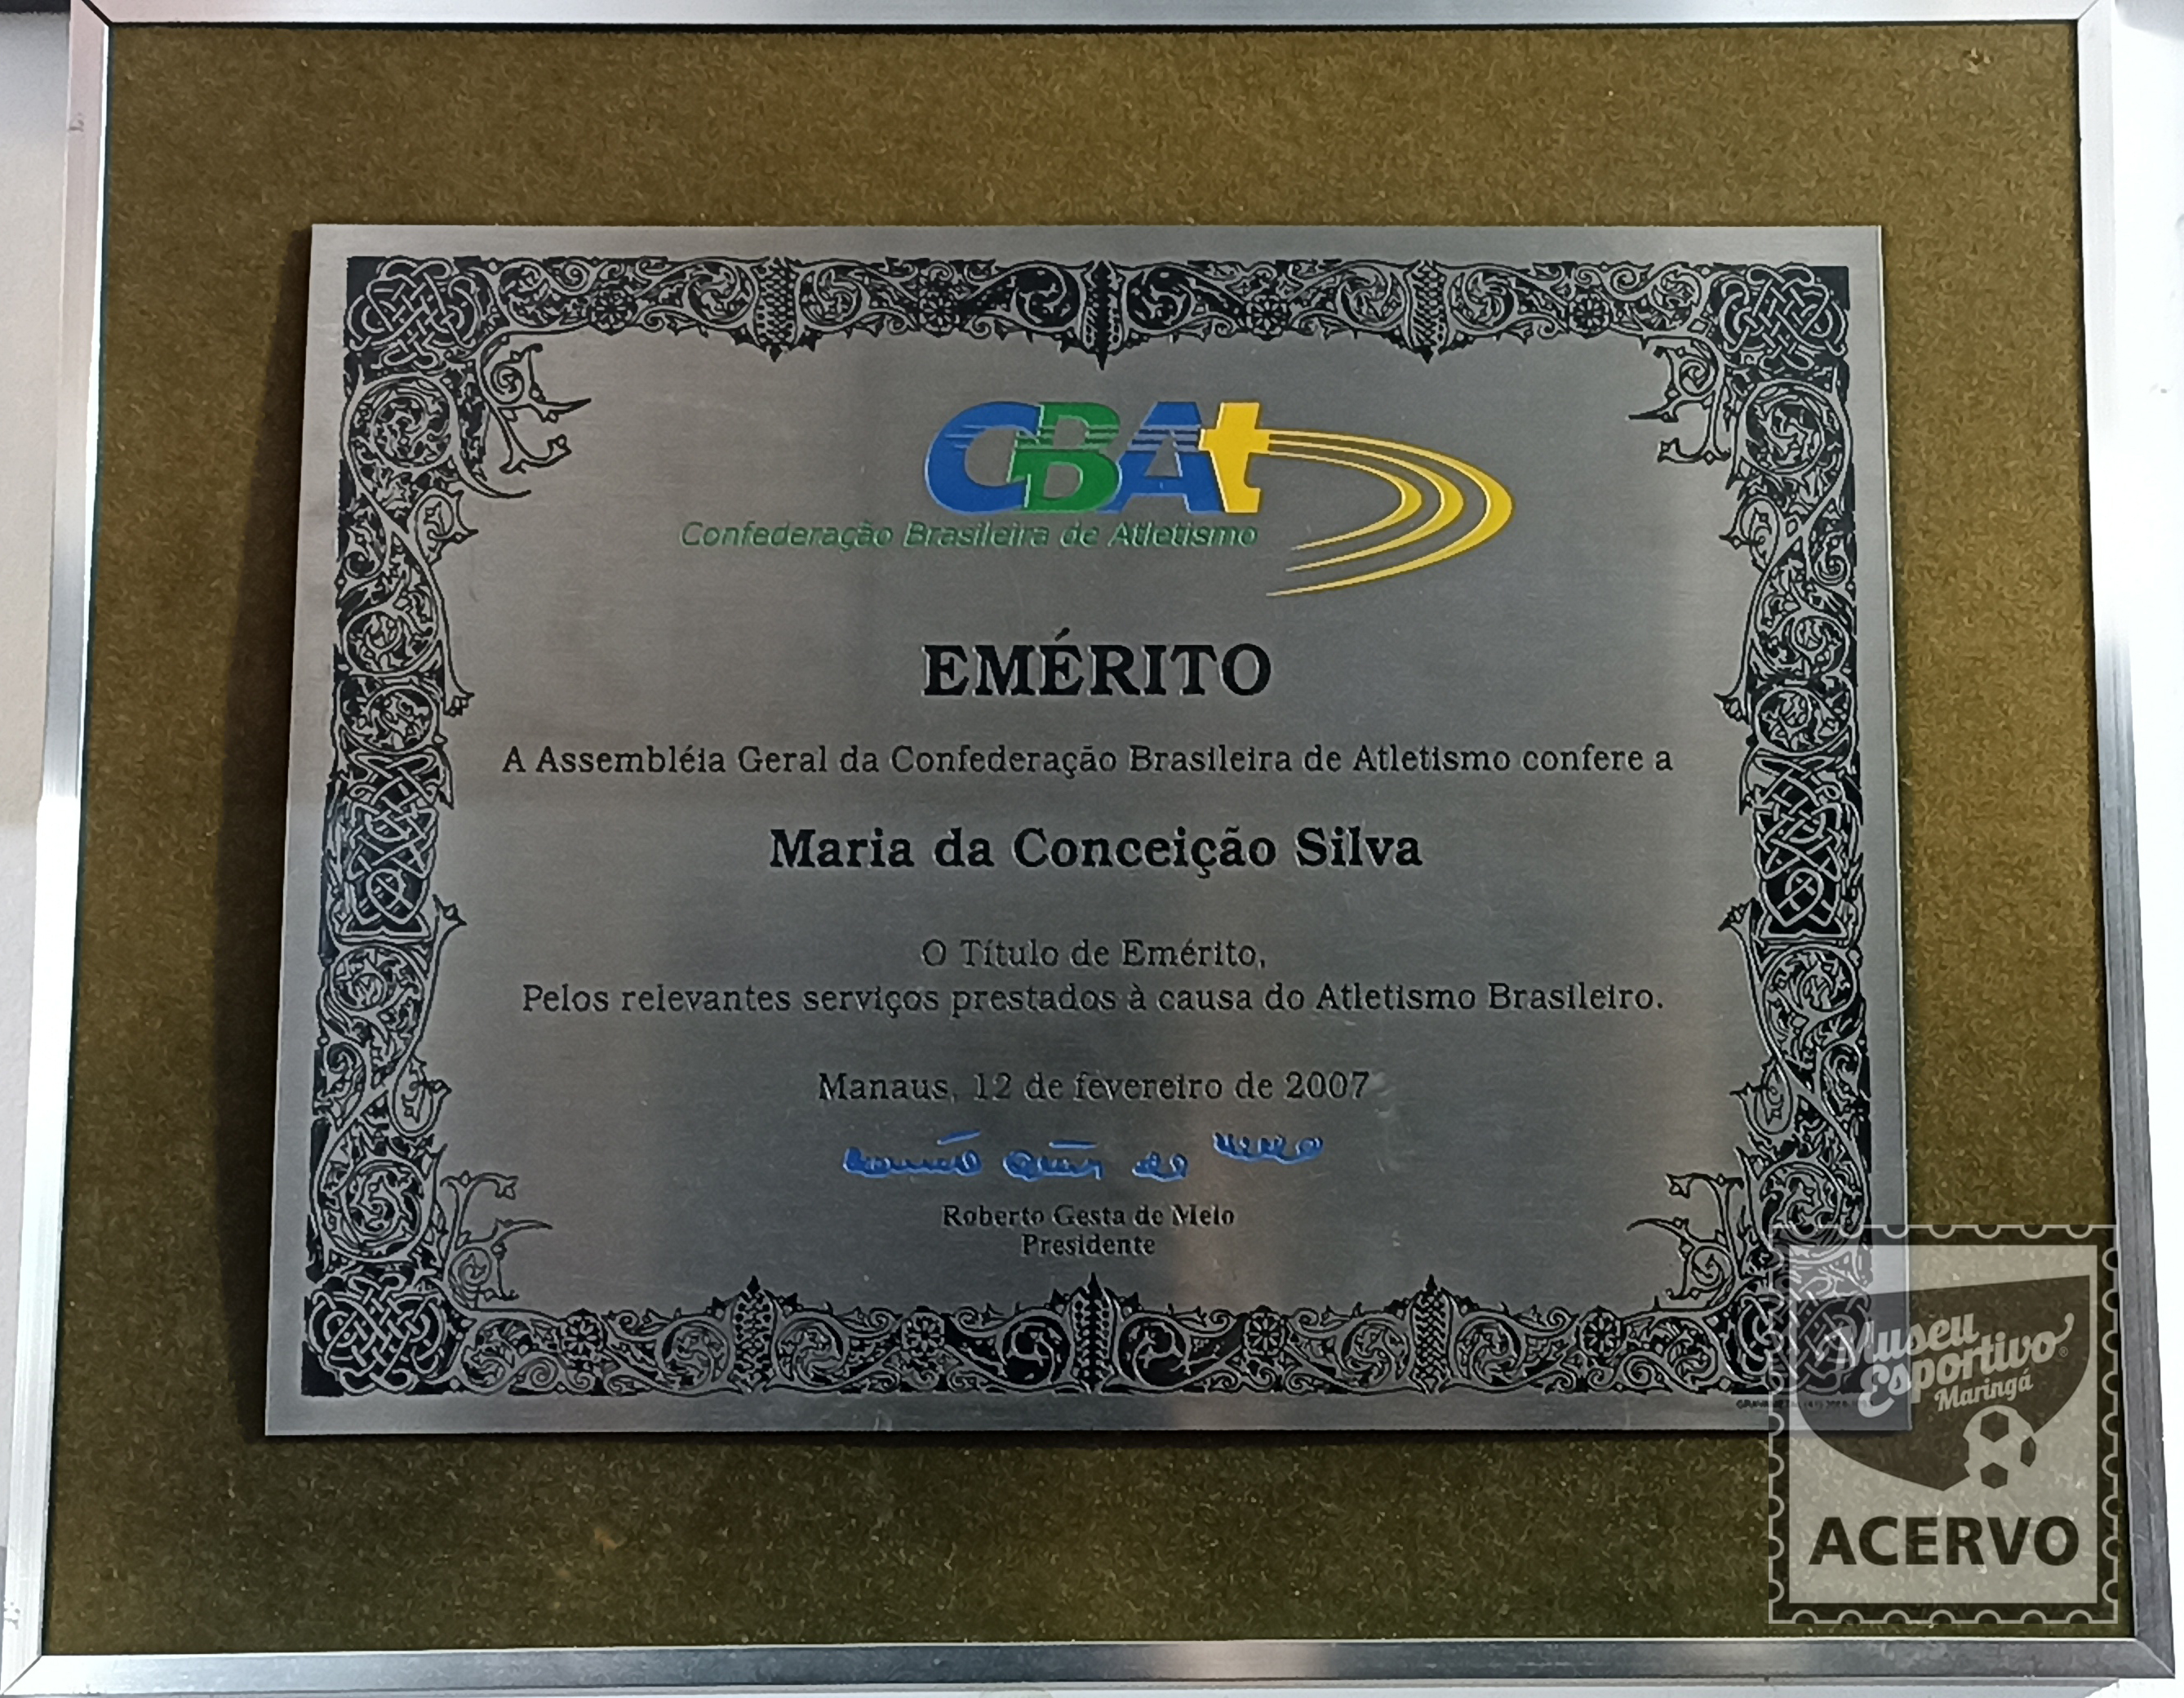 CBAt
Confederação Brasileira de Atletismo
EMÉRITO
A Assembléia Geral da Confederação Brasileira de Atletismo confere a
Maria da Conceição Silva
O Título de Emérito,
Pelos relevantes serviços prestados à causa do Atletismo Brasileiro.
Manaus, 12 de fevereiro de 2007
Roberto Gesta de Melo
Presidente
Museu
Esportivo®
Maringá
ACERVO